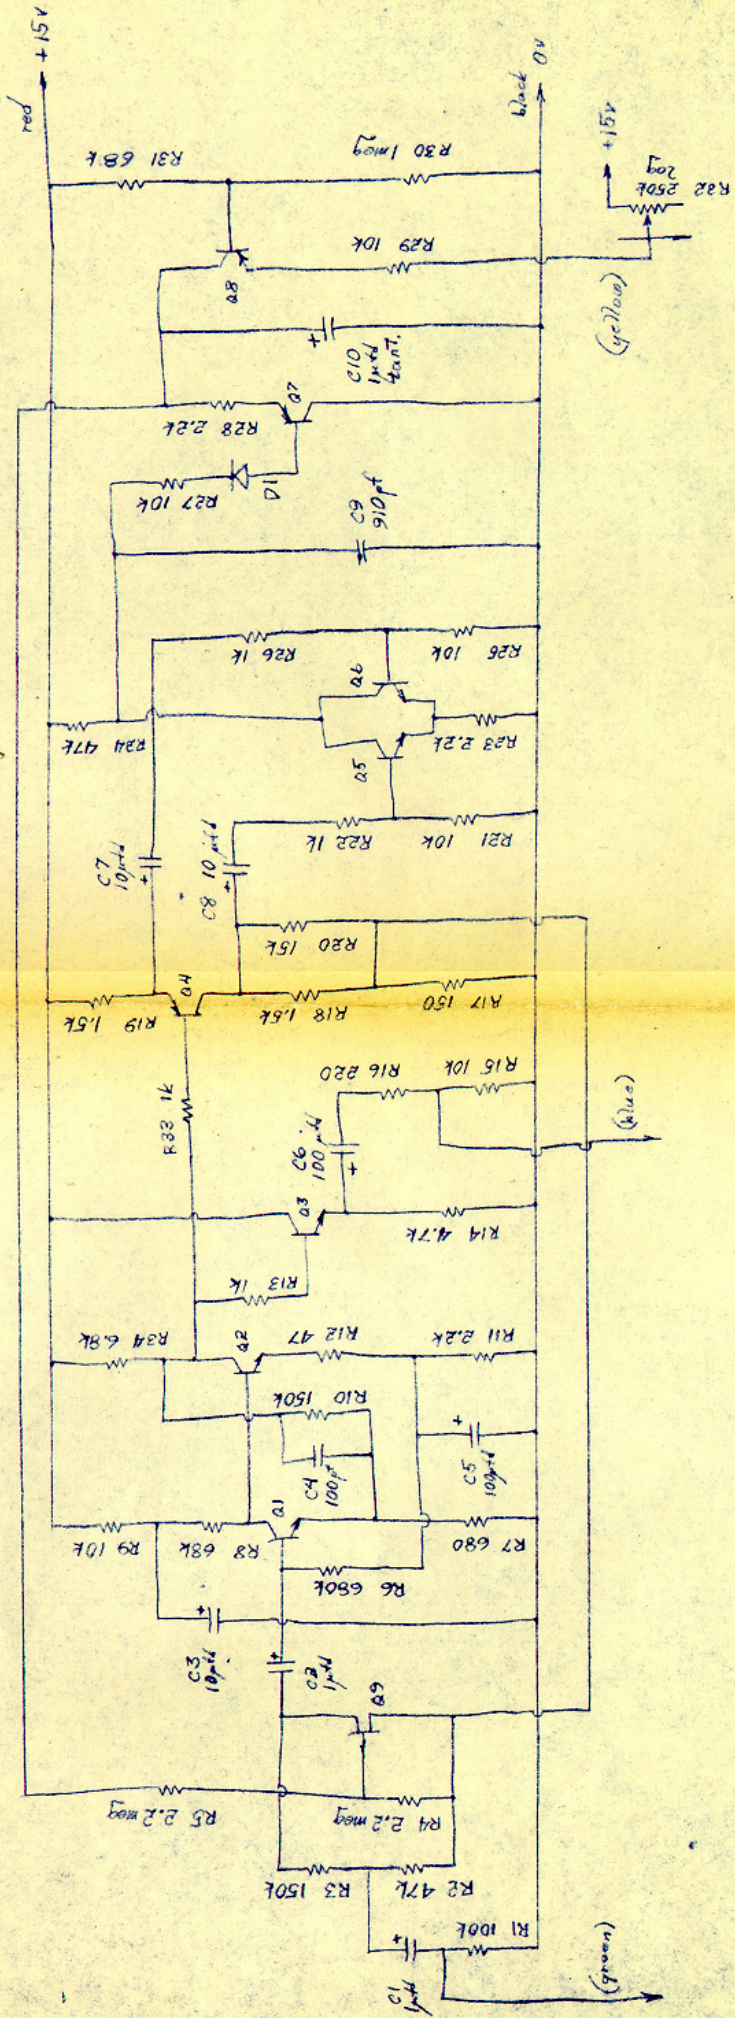 red
+15v
R31 68k
R30 1meg
black
0v
+15v
R32 250k
Log
R29 10k
Q8
(yellow)
C10
1µfd
tant.
+
Q7
R28 2.2k
R27 10k
D1
C9
910pf
R26 1k
R25 10k
Q6
R24 47k
R23 2.2k
Q5
R22 1k
R21 10k
C7
10µfd
+
C8 10µfd
+
R20 15k
Q4
R19 1.5k
R18 1.5k
R17 150
R33 1k
R16 220
R15 10k
C6
100µfd
+
(blue)
Q3
R14 4.7k
R13 1k
R34 6.8k
Q2
R12 47
R11 2.2k
R10 150k
C4
100pf
C5
100µfd
+
R9 10k
R8 68k
Q1
R7 680
R6 680k
C3
10µfd
+
C2
1µfd
+
Q9
R5 2.2meg
R4 2.2meg
R3 150k
R2 47k
C1
1µfd
+
R1 100k
(green)